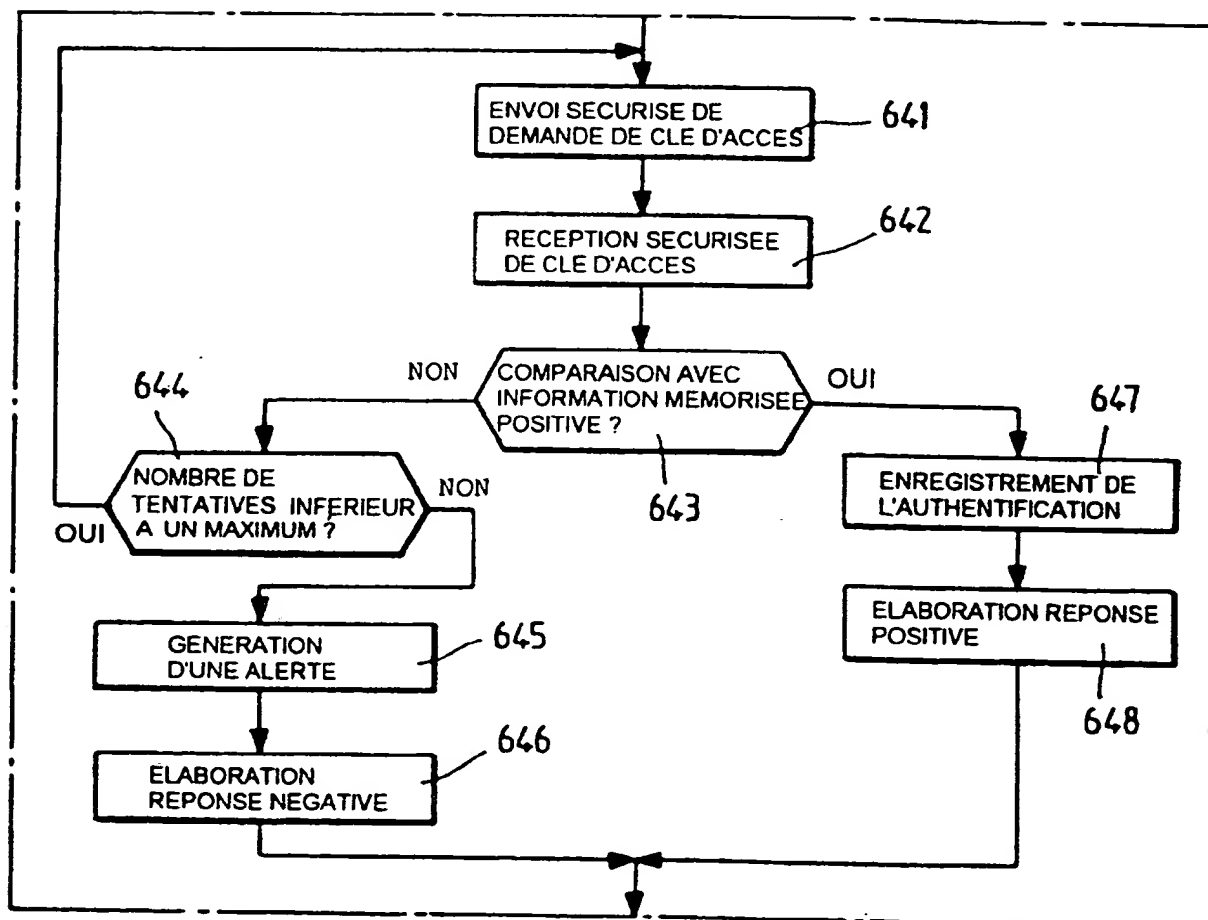 ENVOI SECURISE DE
DEMANDE DE CLE D'ACCES
641
RECEPTION SECURISEE
DE CLE D'ACCES
642
COMPARAISON AVEC
INFORMATION MEMORISEE
POSITIVE ?
643
NON
OUI
644
NOMBRE DE
TENTATIVES INFERIEUR
A UN MAXIMUM ?
OUI
NON
647
ENREGISTREMENT DE
L'AUTHENTIFICATION
GENERATION
D'UNE ALERTE
645
ELABORATION REPONSE
POSITIVE
648
ELABORATION
REPONSE NEGATIVE
646